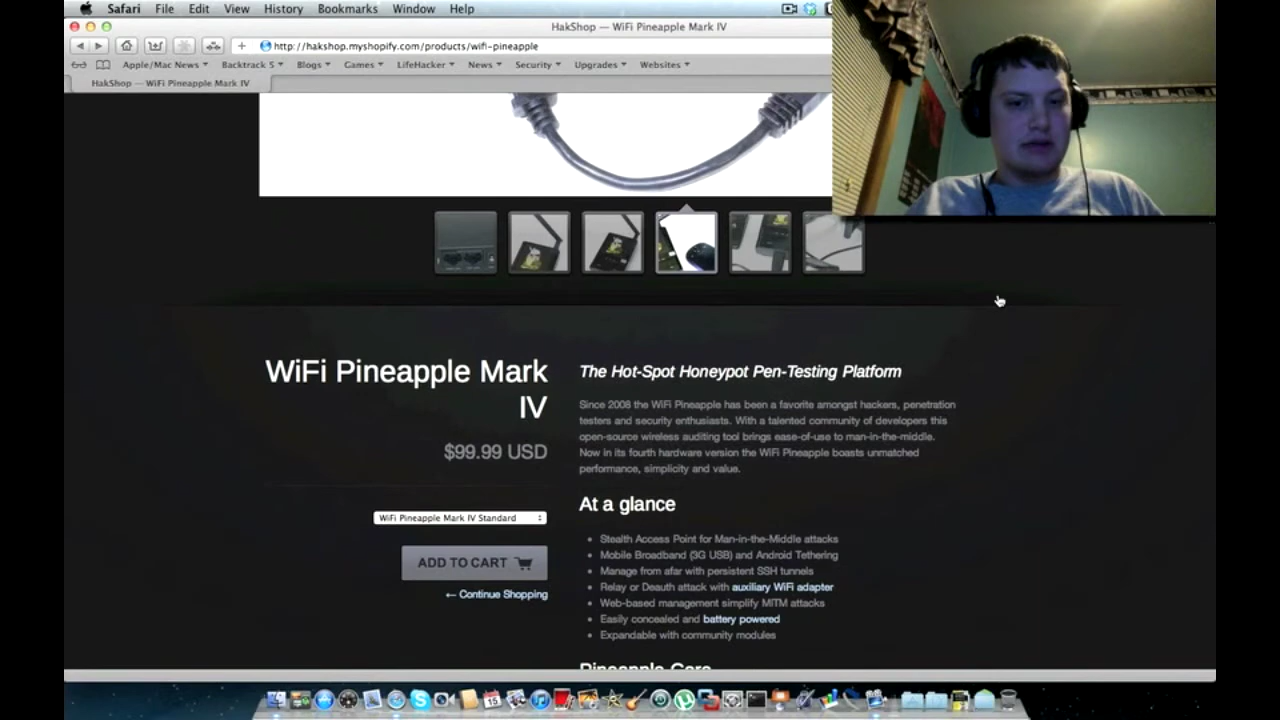 Safari File Edit View History Bookmarks Window Help
HakShop — WiFi Pineapple Mark IV
http://hakshop.myshopify.com/products/wifi-pineapple
Apple/Mac News Backtrack 5 Blogs Games LifeHacker News Security Upgrades Websites
HakShop — WiFi Pineapple Mark IV
WiFi Pineapple Mark
IV
$99.99 USD
WiFi Pineapple Mark IV Standard
ADD TO CART
← Continue Shopping
The Hot-Spot Honeypot Pen-Testing Platform
Since 2008 the WiFi Pineapple has been a favorite amongst hackers, penetration
testers and security enthusiasts. With a talented community of developers this
open-source wireless auditing tool brings ease-of-use to man-in-the-middle.
Now in its fourth hardware version the WiFi Pineapple boasts unmatched
performance, simplicity and value.
At a glance
Stealth Access Point for Man-in-the-Middle attacks
Mobile Broadband (3G USB) and Android Tethering
Manage from afar with persistent SSH tunnels
Relay or Deauth attack with auxiliary WiFi adapter
Web-based management simplify MITM attacks
Easily concealed and battery powered
Expandable with community modules
Pineapple Core
15